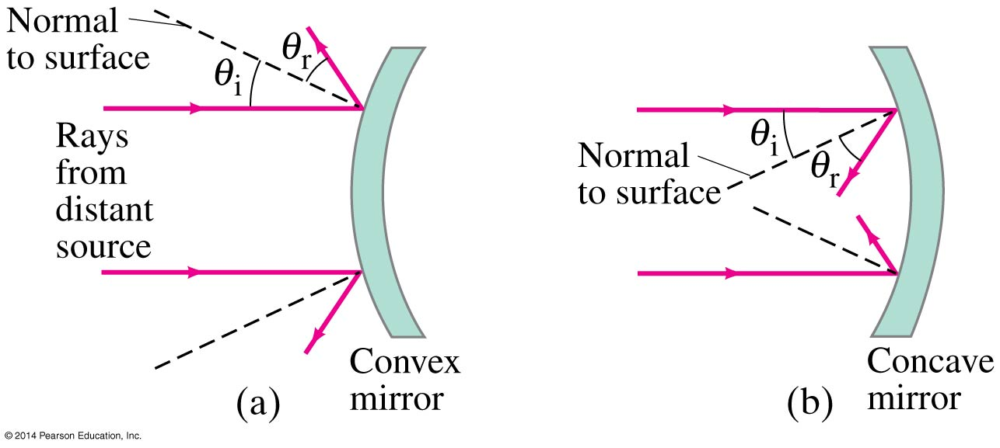 Normal
to surface
θi
θr
Rays
from
distant
source
Convex
mirror
(a)
Normal
to surface
θi
θr
Concave
mirror
(b)
© 2014 Pearson Education, Inc.